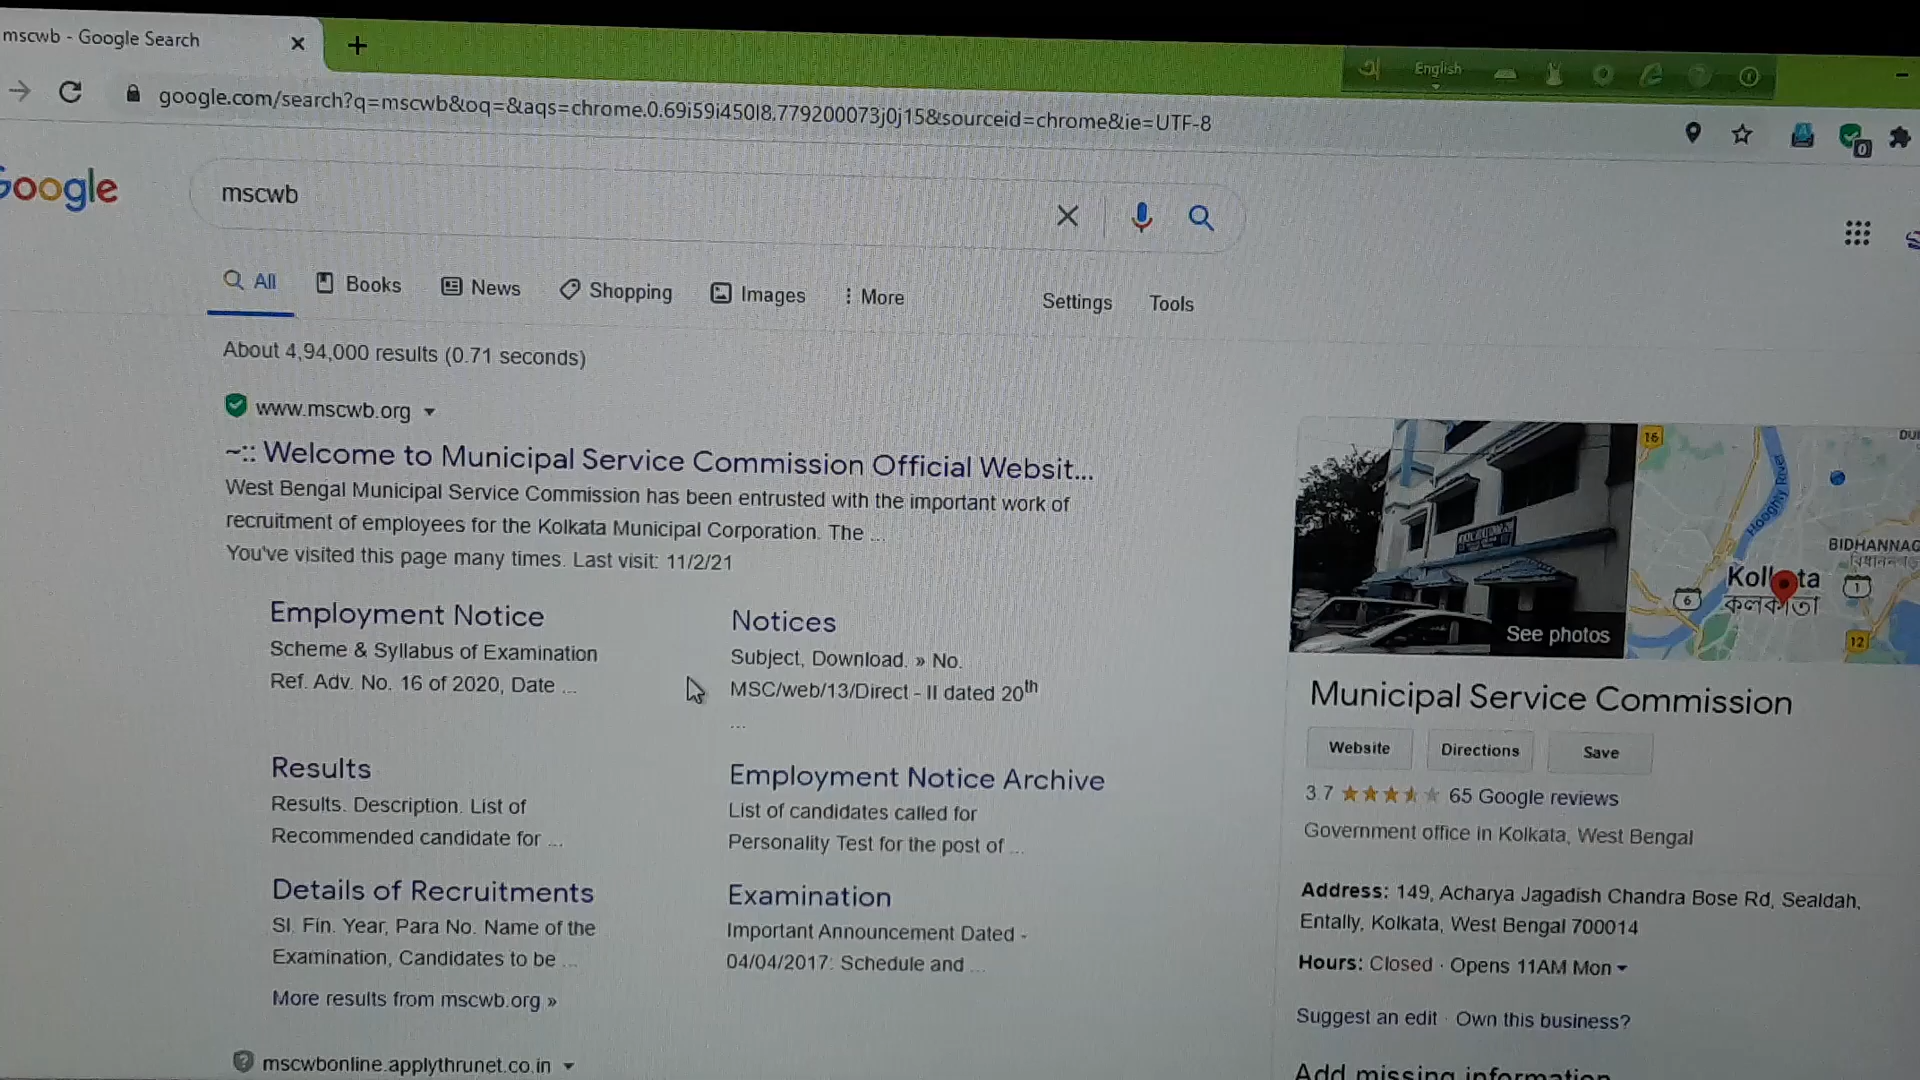 mscwb - Google Search
English
google.com/search?q=mscwb&oq=&aqs=chrome.0.69i59i450l8.779200073j0j15&sourceid=chrome&ie=UTF-8
Google
mscwb
All Books News Shopping Images More Settings Tools
About 4,94,000 results (0.71 seconds)
www.mscwb.org
~:: Welcome to Municipal Service Commission Official Websit...
West Bengal Municipal Service Commission has been entrusted with the important work of
recruitment of employees for the Kolkata Municipal Corporation. The ...
You've visited this page many times. Last visit: 11/2/21
Employment Notice
Scheme & Syllabus of Examination
Ref. Adv. No. 16 of 2020, Date ...
Notices
Subject, Download. » No.
MSC/web/13/Direct - II dated 20th
...
Results
Results. Description. List of
Recommended candidate for ...
Employment Notice Archive
List of candidates called for
Personality Test for the post of ...
Details of Recruitments
Sl. Fin. Year, Para No. Name of the
Examination, Candidates to be ...
Examination
Important Announcement Dated -
04/04/2017: Schedule and ...
More results from mscwb.org »
mscwbonline.applythrunet.co.in
See photos
16
Hooghly River
BIDHANNAG
Kolkata
কলকাতা
6
1
12
Municipal Service Commission
Website Directions Save
3.7 65 Google reviews
Government office in Kolkata, West Bengal
Address: 149, Acharya Jagadish Chandra Bose Rd, Sealdah,
Entally, Kolkata, West Bengal 700014
Hours: Closed · Opens 11AM Mon
Suggest an edit · Own this business?
Add missing information